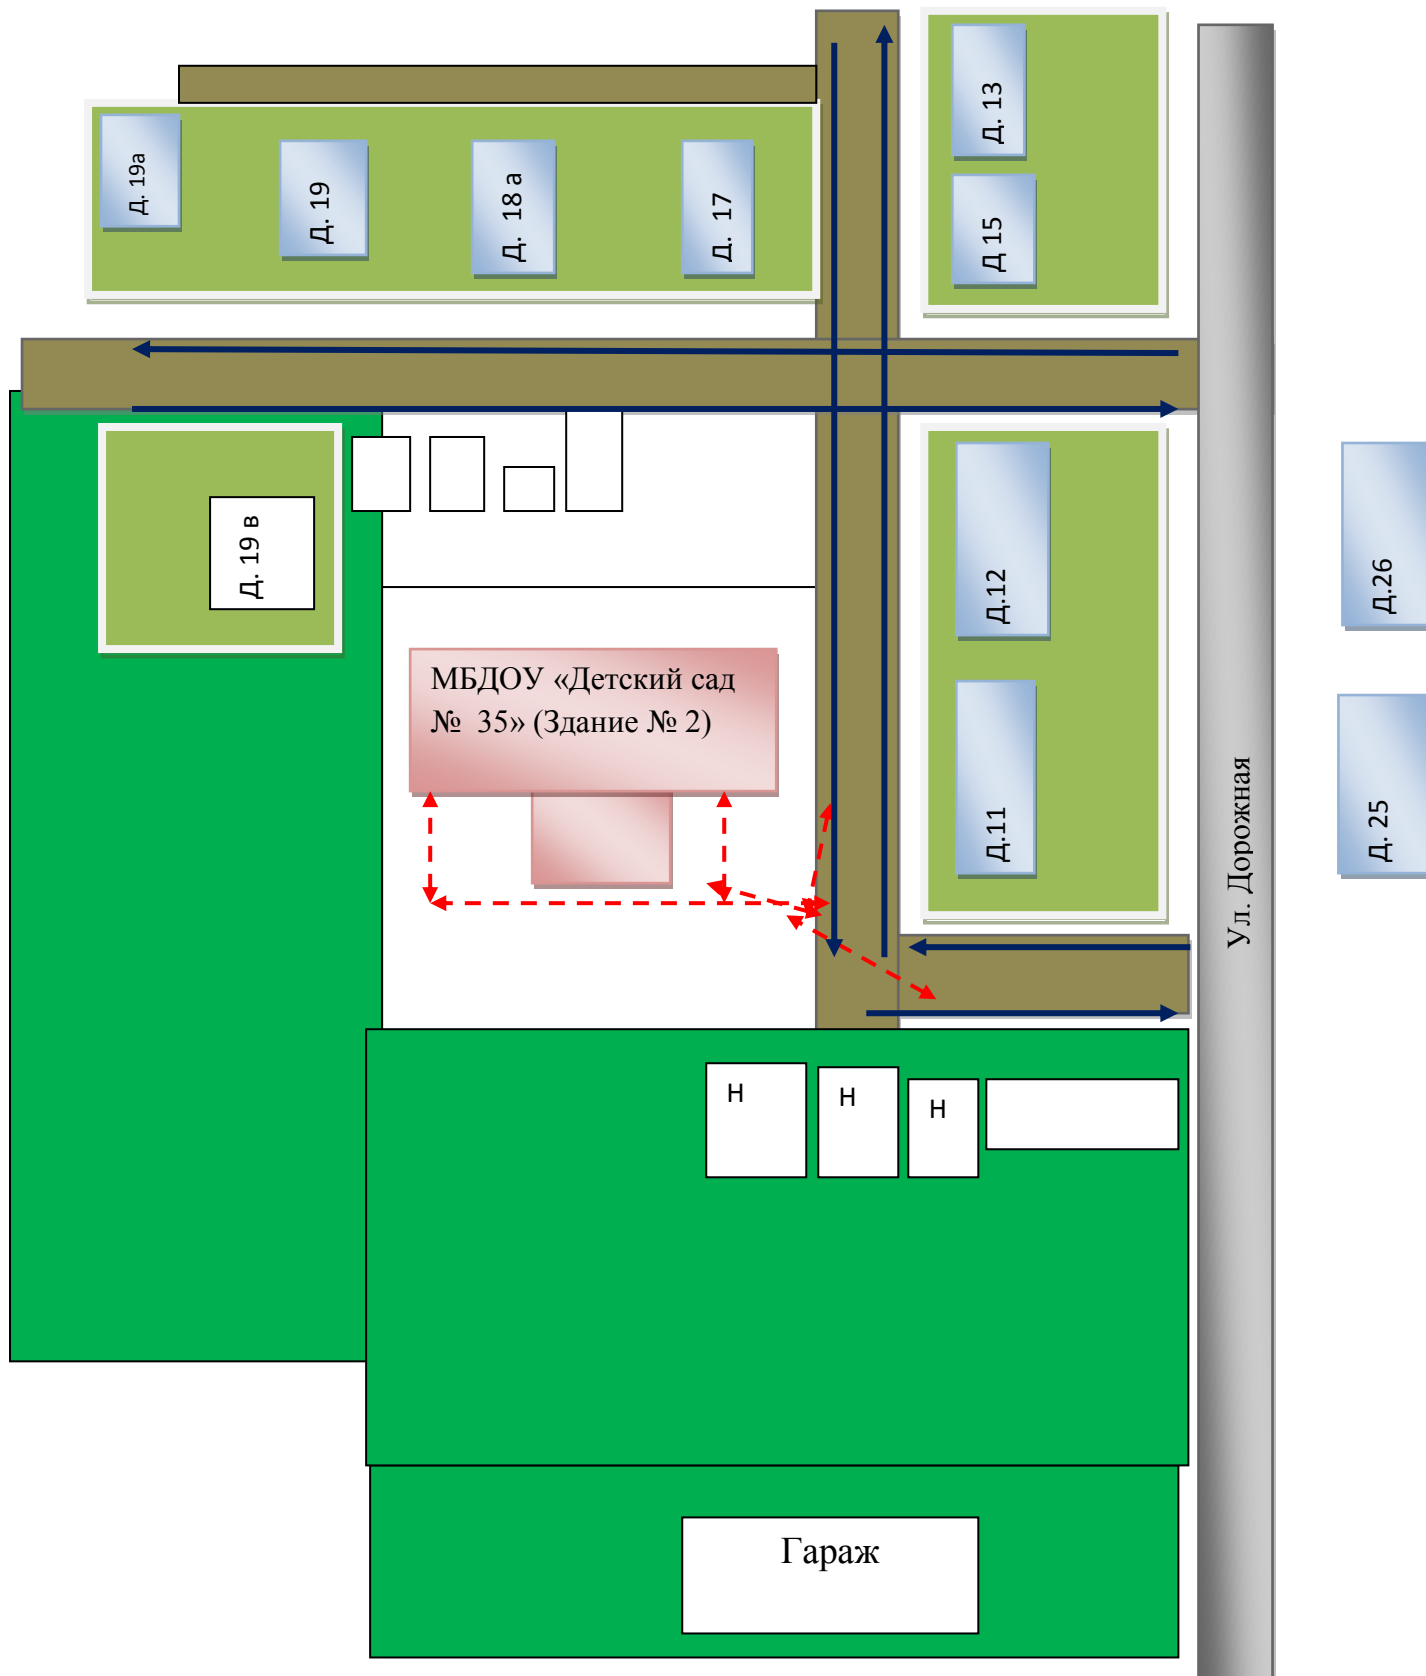 Д. 13
Д. 19а
Д. 19
Д. 18 а
Д. 17
Д 15
Д. 19 в
Д.12
Д.26
МБДОУ «Детский сад
№ 35» (Здание № 2)
Д.11
Ул. Дорожная
Д. 25
Н
Н
Н
Гараж